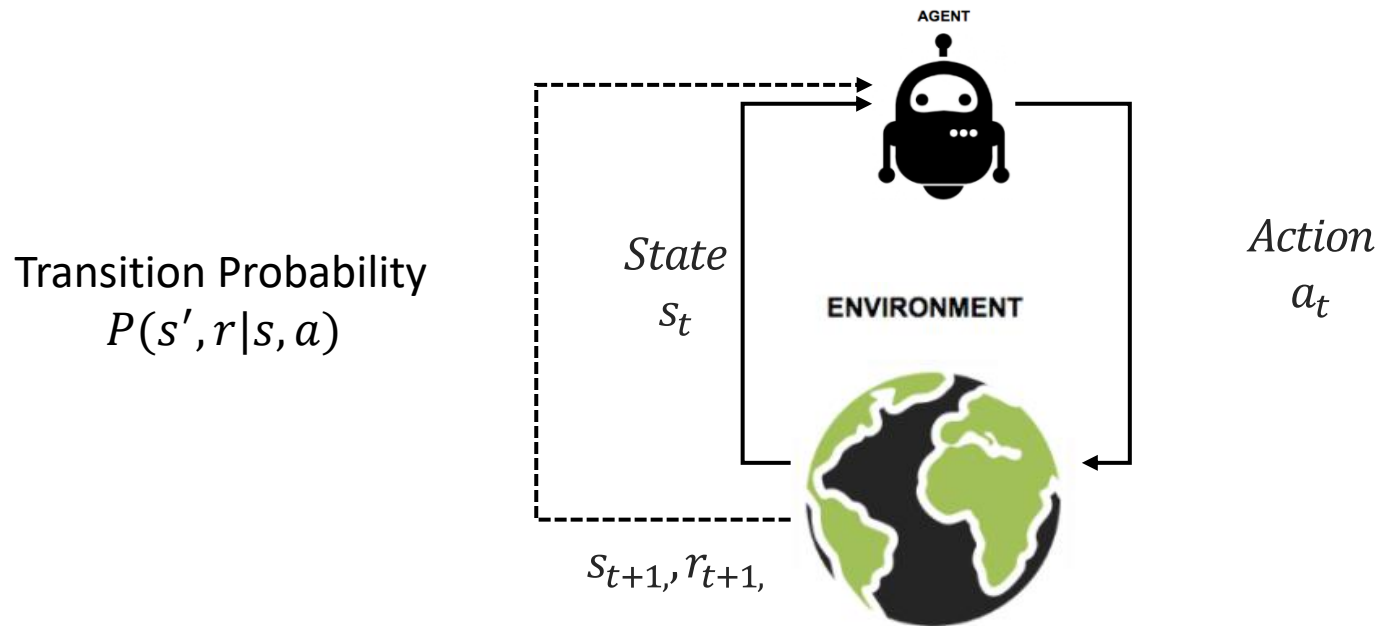 AGENT
Transition Probability
P(s′, r|s, a)
State
s_t
ENVIRONMENT
Action
a_t
s_{t+1,}, r_{t+1,}